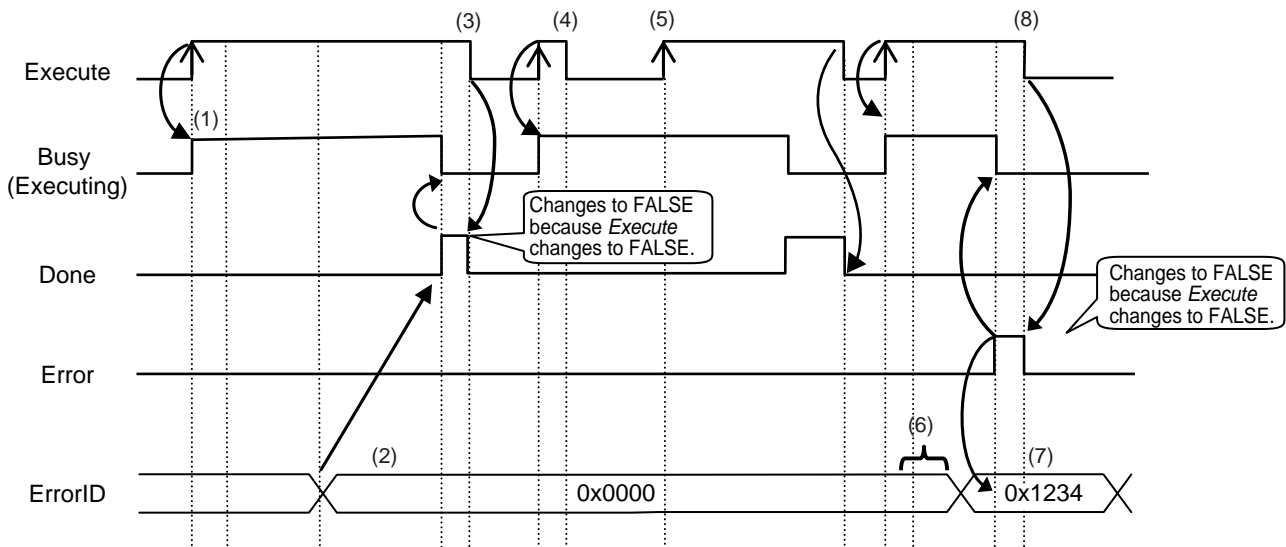 (3)
(4)
(5)
(8)
Execute
(1)
Busy
(Executing)
Changes to FALSE
because Execute
changes to FALSE.
Done
Changes to FALSE
because Execute
changes to FALSE.
Error
(6)
(2)
(7)
ErrorID
0x0000
0x1234